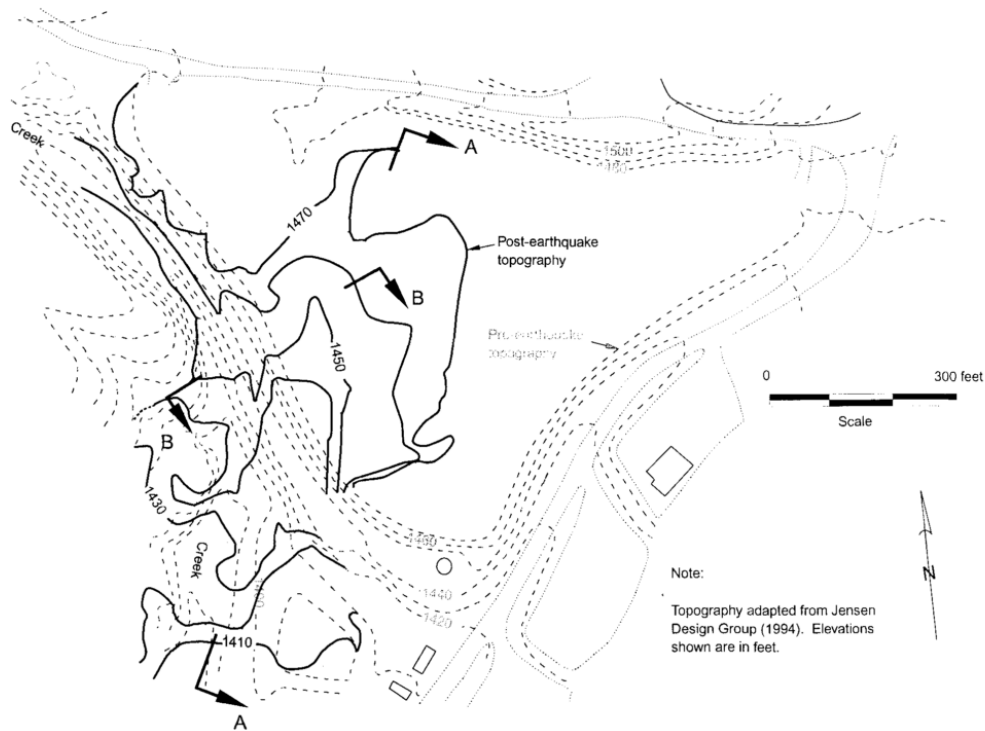 Creek
A
1500
1480
1470
Post-earthquake
topography
B
Pre-earthquake
topography
1450
0 300 feet
Scale
B
1430
1460
Creek
Note:
N
1440
Topography adapted from Jensen
Design Group (1994). Elevations
shown are in feet.
1420
1410
A